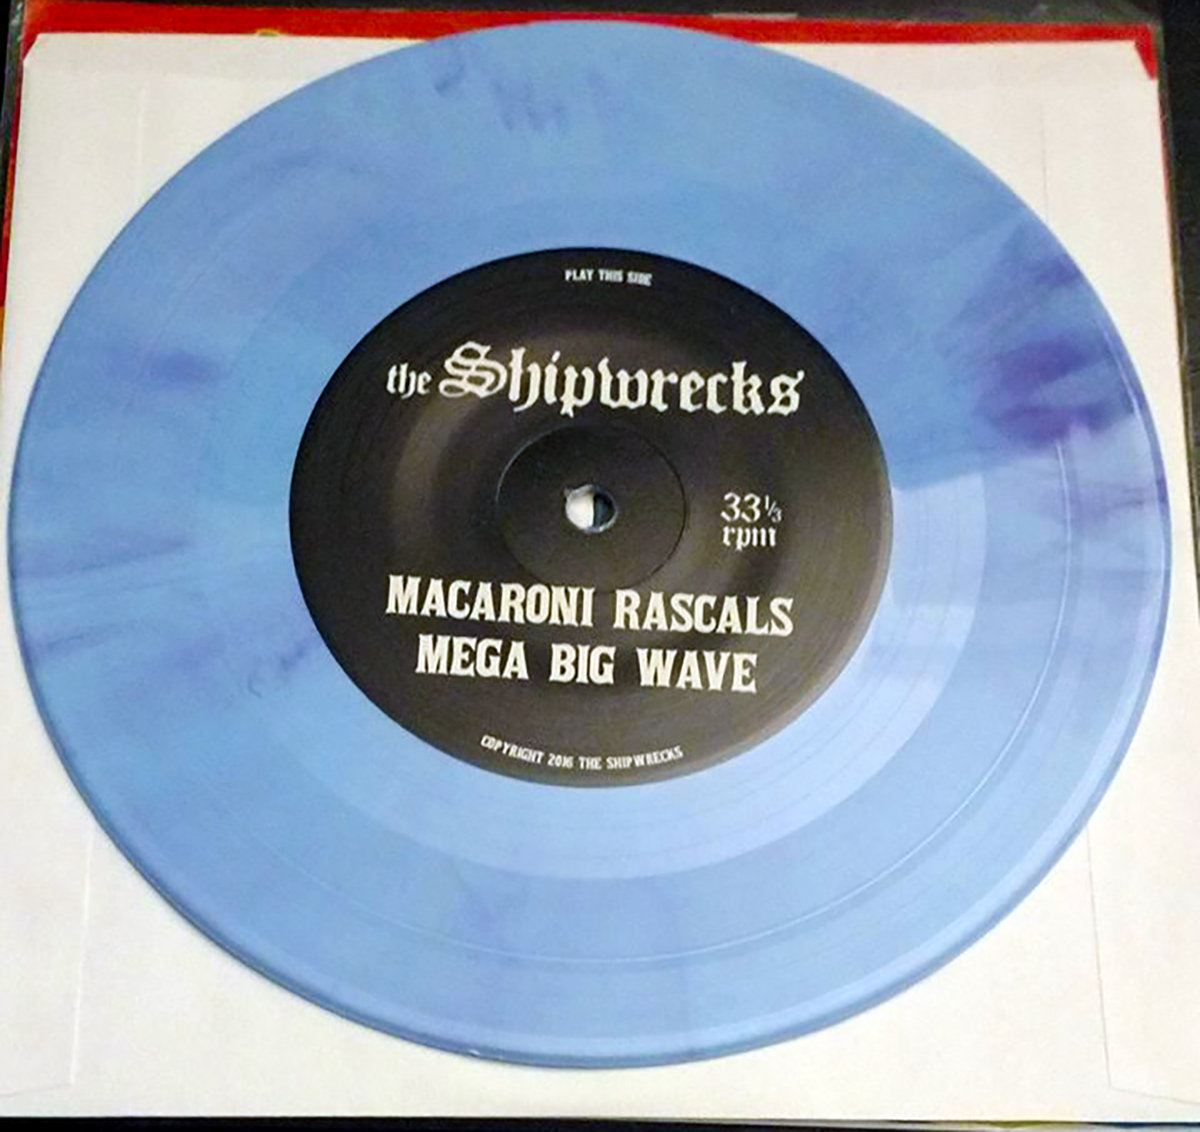 PLAY THIS SIDE
the Shipwrecks
33⅓
rpm
MACARONI RASCALS
MEGA BIG WAVE
COPYRIGHT 2016 THE SHIPWRECKS